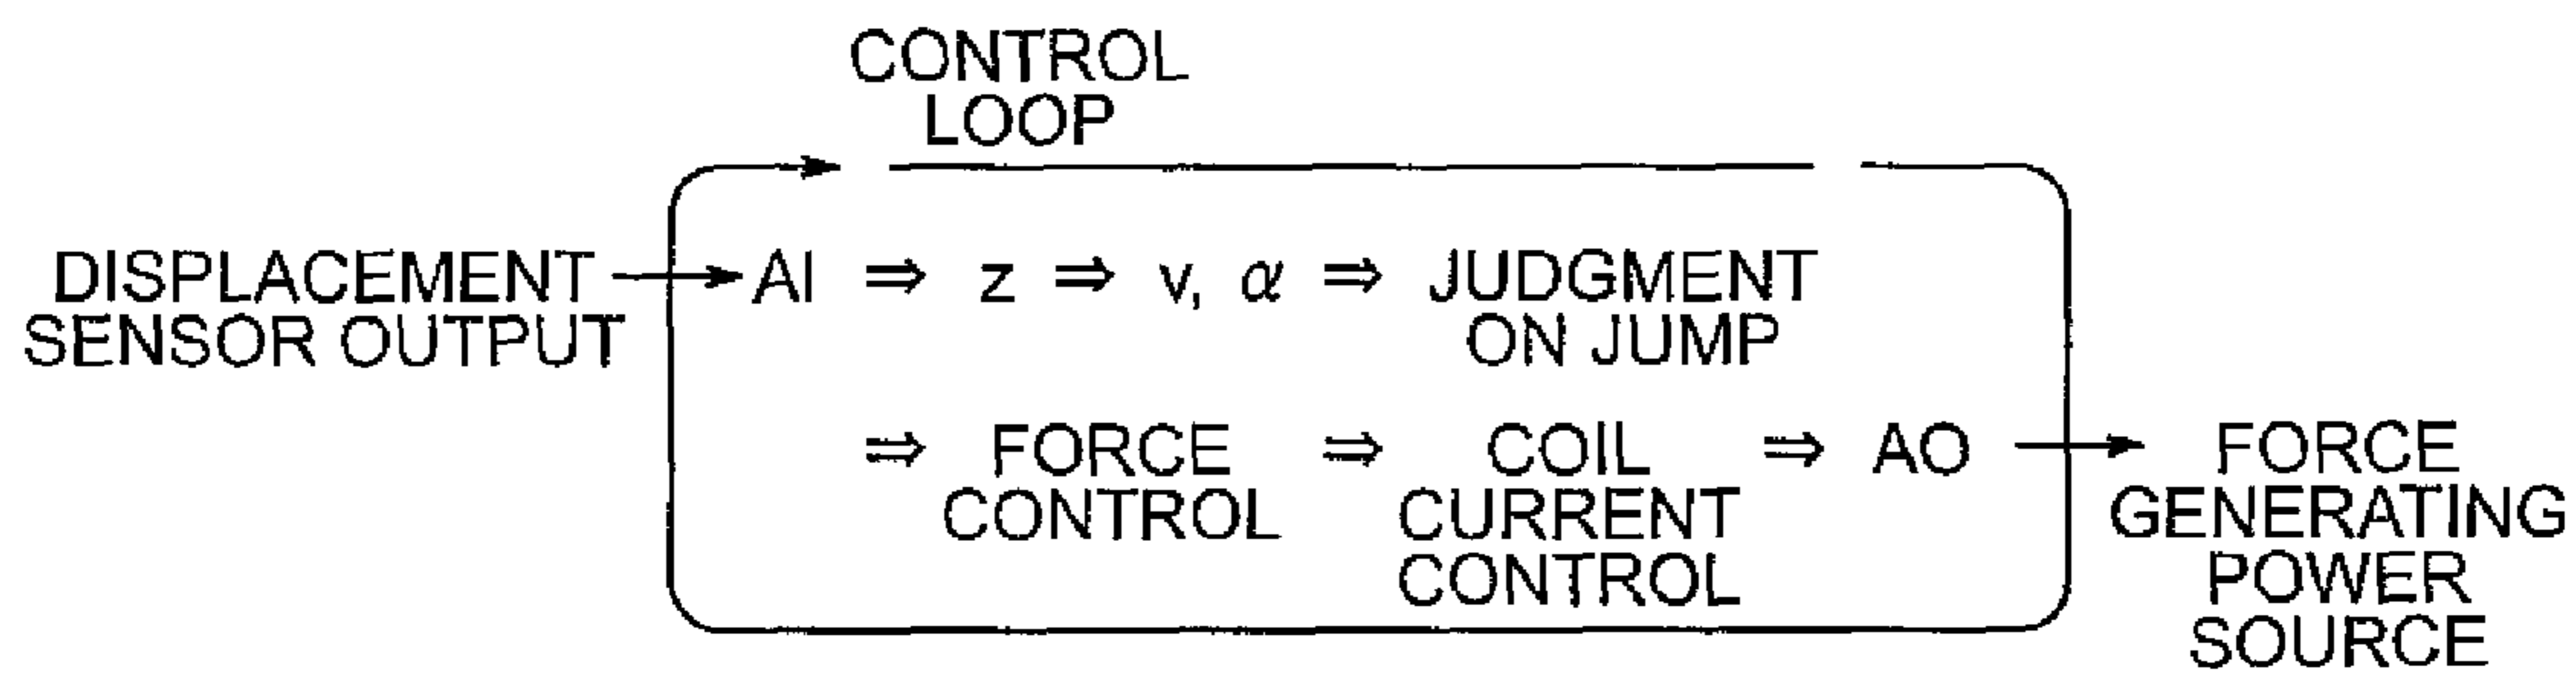 CONTROL
LOOP
DISPLACEMENT
SENSOR OUTPUT
AI ⇒ z ⇒ v, α ⇒ JUDGMENT
ON JUMP
⇒ FORCE
CONTROL
⇒ COIL
CURRENT
CONTROL
⇒ AO
FORCE
GENERATING
POWER
SOURCE